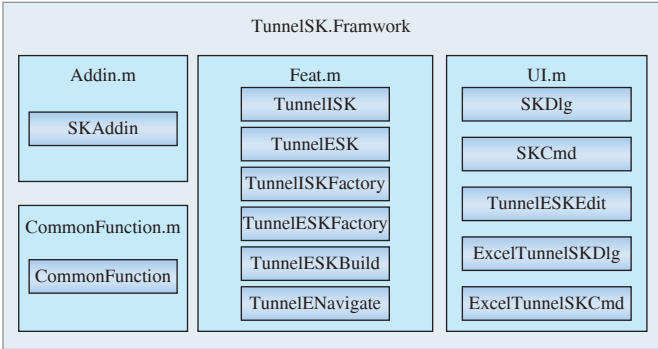 TunnelSK.Framwork
Addin.m
SKAddin
CommonFunction.m
CommonFunction
Feat.m
TunnelISK
TunnelESK
TunnelISKFactory
TunnelESKFactory
TunnelESKBuild
TunnelENavigate
UI.m
SKDlg
SKCmd
TunnelESKEdit
ExcelTunnelSKDlg
ExcelTunnelSKCmd